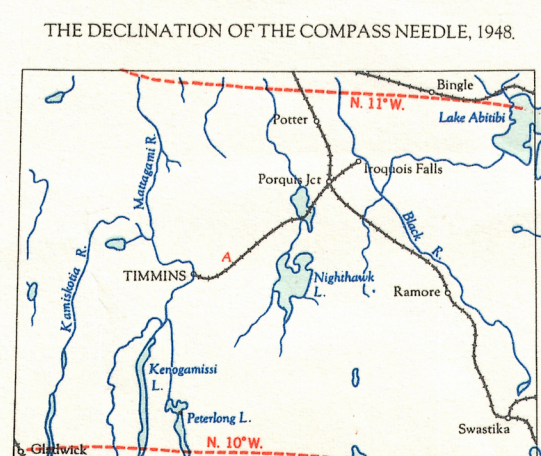 THE DECLINATION OF THE COMPASS NEEDLE, 1948.
Bingle
N. 11° W.
Lake Abitibi
Potter
Mattagami R.
Iroquois Falls
Porquis Jct
Black R.
Kamiskotia R.
A
TIMMINS
Nighthawk
L.
Ramore
Kenogamissi
L.
Peterlong L.
Swastika
N. 10° W.